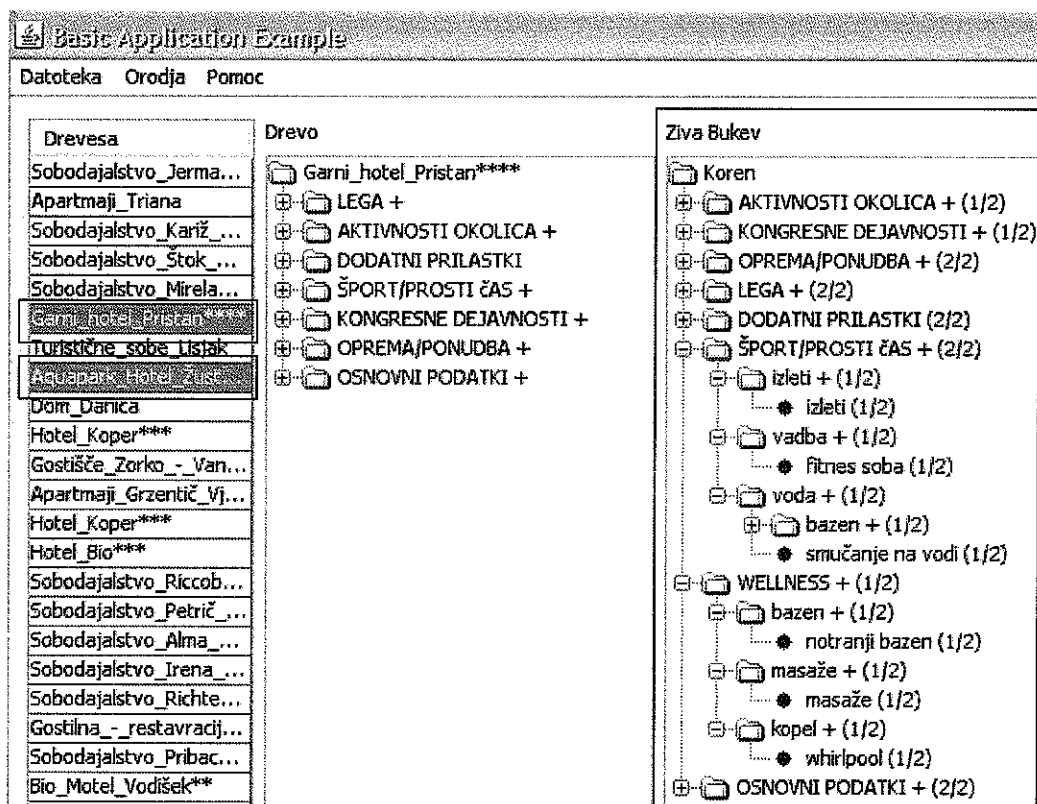 Basic Application Example
Datoteka Orodja Pomoc
Drevesa
Sobodajalstvo_Jerma...
Apartmaji_Triana
Sobodajalstvo_Kariž_...
Sobodajalstvo_Štok_...
Sobodajalstvo_Mirela...
Garni_hotel_Pristan****
Turistične_sobe_Lisjak
Aquapark_Hotel_Žust...
Dom_Danica
Hotel_Koper***
Gostišče_Zorko_-_Van...
Apartmaji_Grzentič_Vj...
Hotel_Koper***
Hotel_Bio***
Sobodajalstvo_Riccob...
Sobodajalstvo_Petrič_...
Sobodajalstvo_Alma_...
Sobodajalstvo_Irena_...
Sobodajalstvo_Richte...
Gostilna_-_restavracij...
Sobodajalstvo_Pribac...
Bio_Motel_Vodišek**
Drevo
Garni_hotel_Pristan****
LEGA +
AKTIVNOSTI OKOLICA +
DODATNI PRILASTKI
ŠPORT/PROSTI čAS +
KONGRESNE DEJAVNOSTI +
OPREMA/PONUDBA +
OSNOVNI PODATKI +
Ziva Bukev
Koren
AKTIVNOSTI OKOLICA + (1/2)
KONGRESNE DEJAVNOSTI + (1/2)
OPREMA/PONUDBA + (2/2)
LEGA + (2/2)
DODATNI PRILASTKI (2/2)
ŠPORT/PROSTI čAS + (2/2)
izleti + (1/2)
izleti (1/2)
vadba + (1/2)
fitnes soba (1/2)
voda + (1/2)
bazen + (1/2)
smučanje na vodi (1/2)
WELLNESS + (1/2)
bazen + (1/2)
notranji bazen (1/2)
masaže + (1/2)
masaže (1/2)
kopel + (1/2)
whirlpool (1/2)
OSNOVNI PODATKI + (2/2)